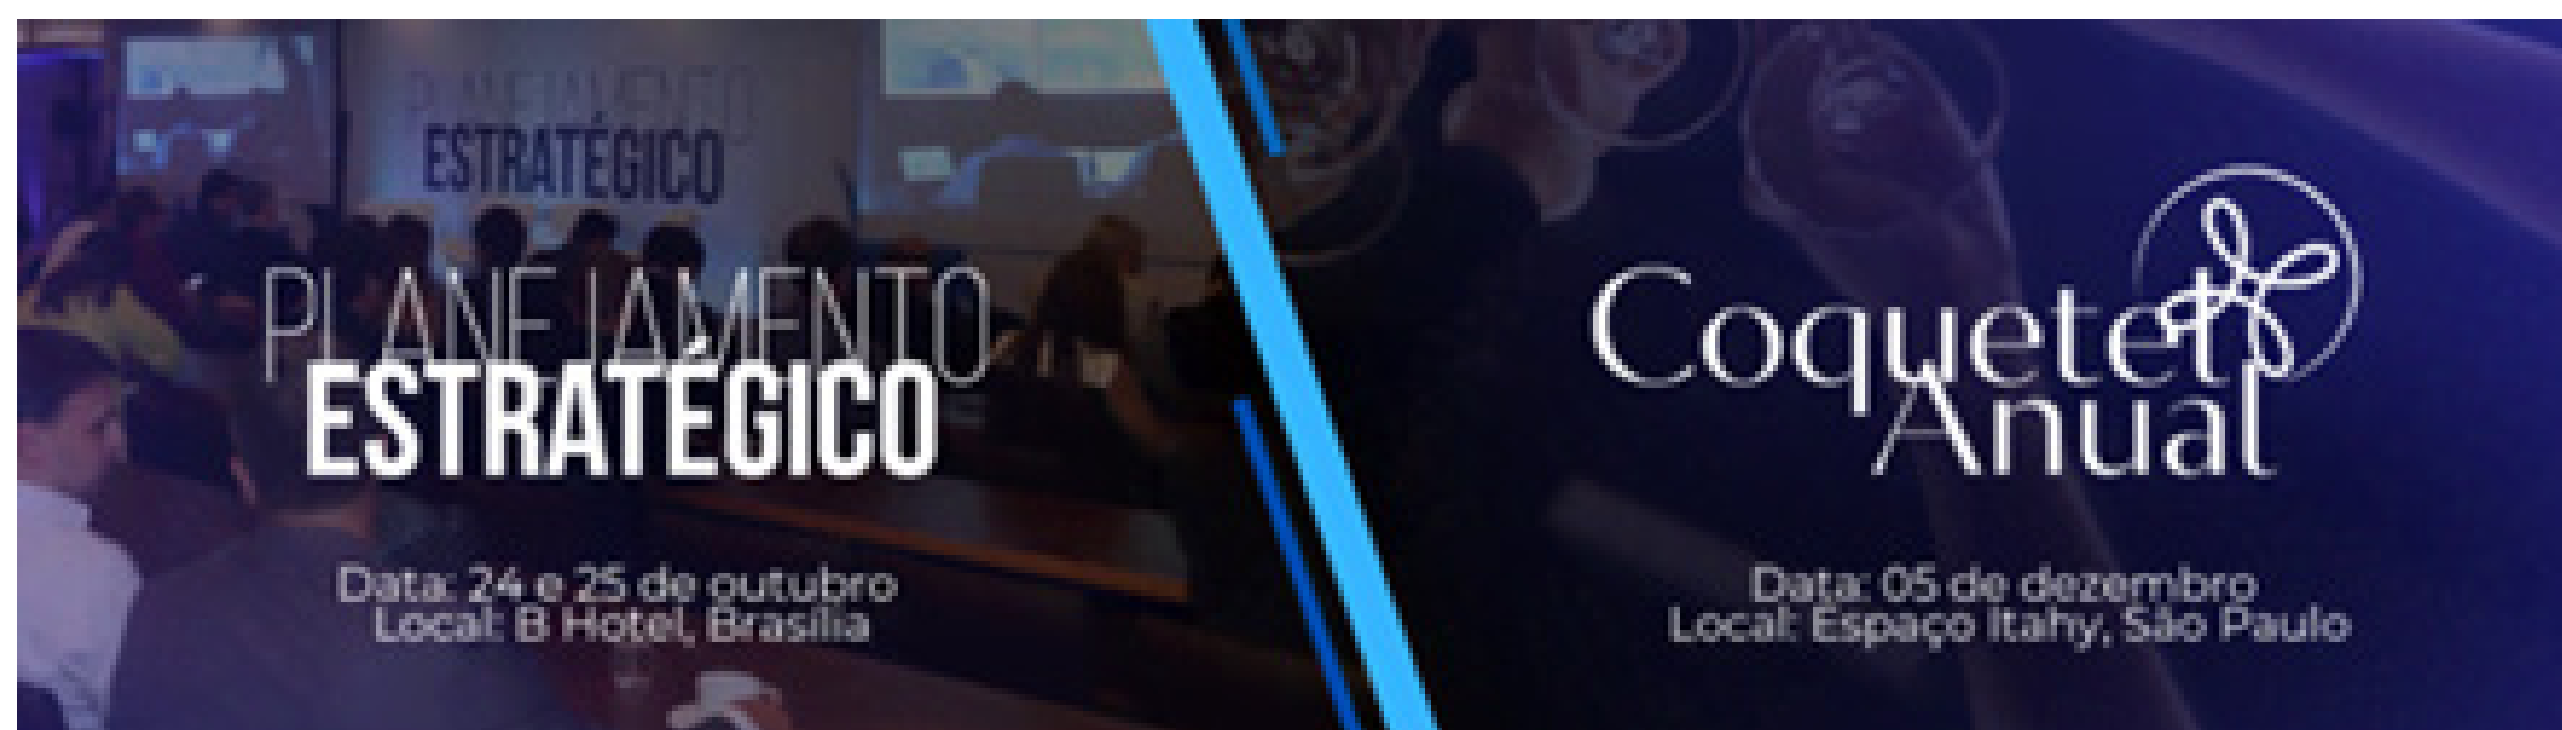 PLANEJAMENTO
ESTRATÉGICO
PLANEJAMENTO
ESTRATÉGICO
Data: 24 e 25 de outubro
Local: B Hotel, Brasília
Coquetel
Anual
Data: 05 de dezembro
Local: Espaço Itahy, São Paulo